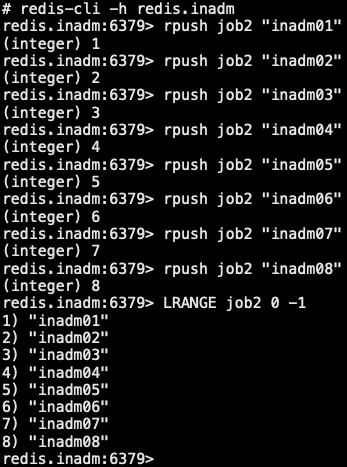 # redis-cli -h redis.inadm
redis.inadm:6379> rpush job2 "inadm01"
(integer) 1
redis.inadm:6379> rpush job2 "inadm02"
(integer) 2
redis.inadm:6379> rpush job2 "inadm03"
(integer) 3
redis.inadm:6379> rpush job2 "inadm04"
(integer) 4
redis.inadm:6379> rpush job2 "inadm05"
(integer) 5
redis.inadm:6379> rpush job2 "inadm06"
(integer) 6
redis.inadm:6379> rpush job2 "inadm07"
(integer) 7
redis.inadm:6379> rpush job2 "inadm08"
(integer) 8
redis.inadm:6379> LRANGE job2 0 -1
1) "inadm01"
2) "inadm02"
3) "inadm03"
4) "inadm04"
5) "inadm05"
6) "inadm06"
7) "inadm07"
8) "inadm08"
redis.inadm:6379>